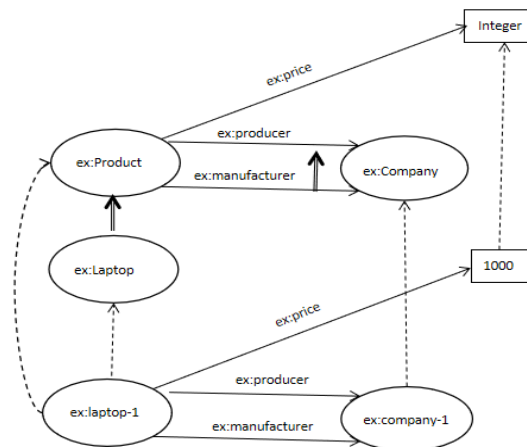 Integer
ex:price
ex:producer
ex:Product
ex:manufacturer
ex:Company
ex:Laptop
1000
ex:price
ex:producer
ex:laptop-1
ex:company-1
ex:manufacturer